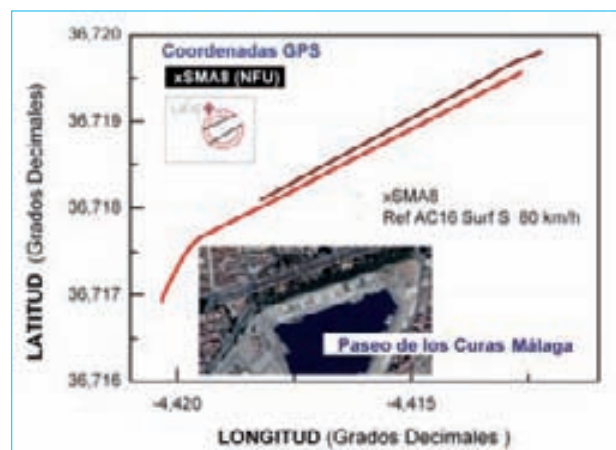 36,720
36,719
36,718
36,717
36,716
LATITUD (Grados Decimales)
Coordenadas GPS
xSMA8 (NFU)
xSMA8
Ref AC16 Surf S 80 km/h
Paseo de los Curas Málaga
-4,420
-4,415
LONGITUD (Grados Decimales )